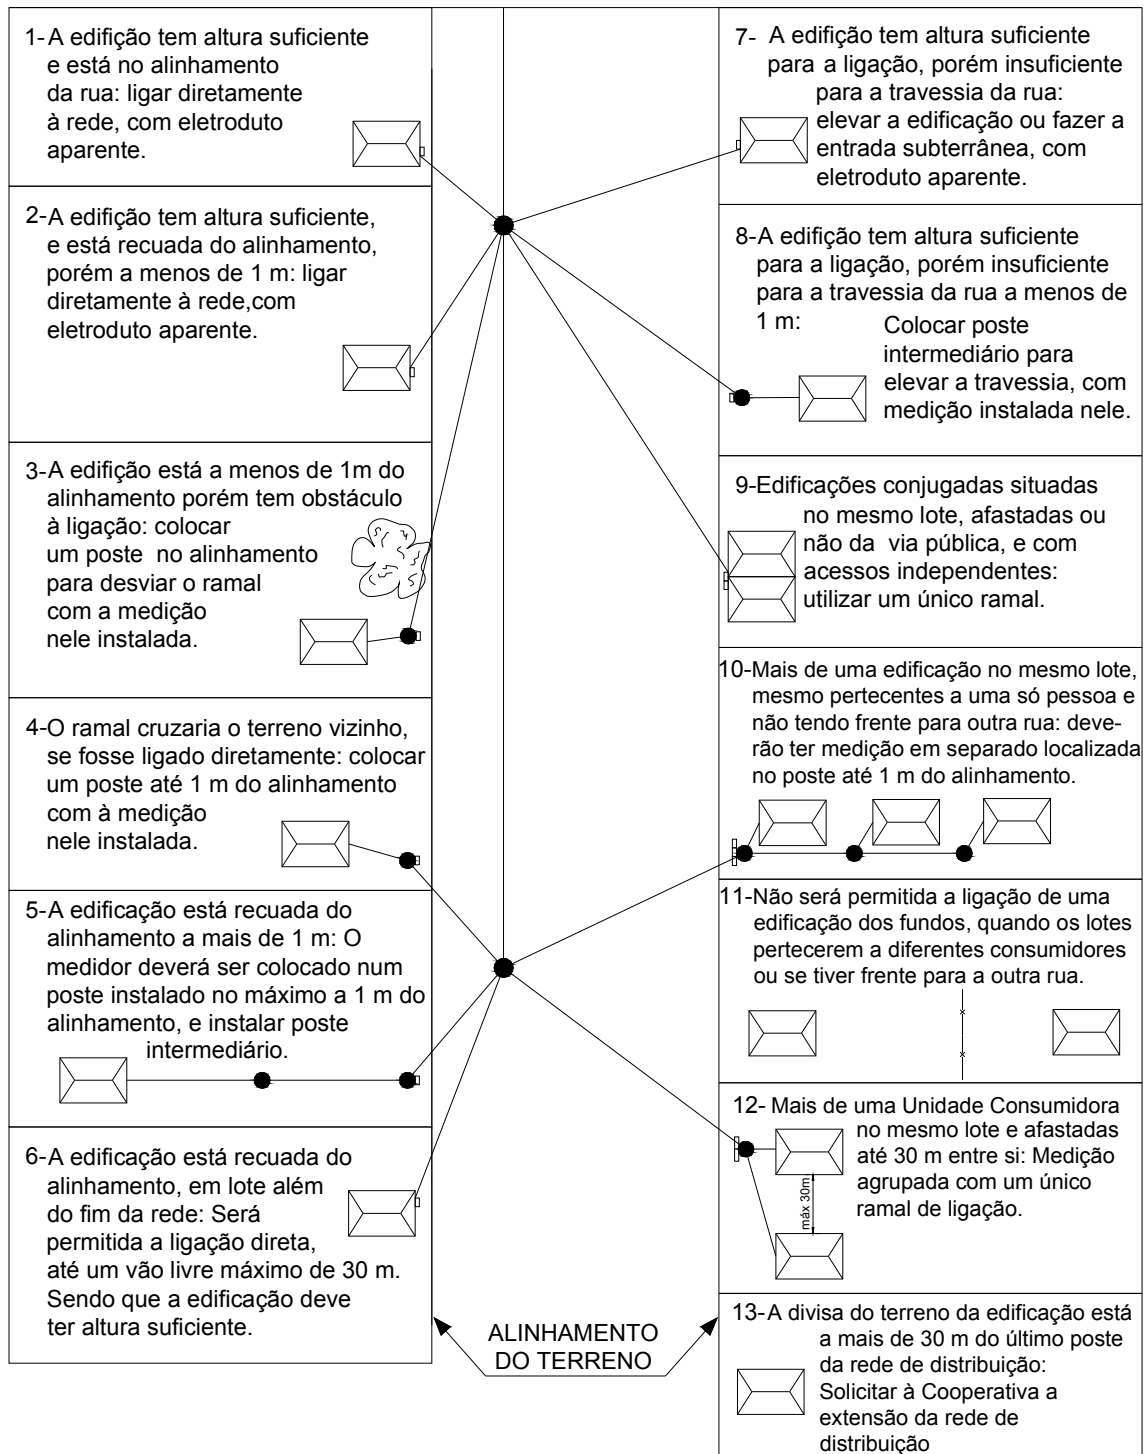 1-A edifição tem altura suficiente
e está no alinhamento
da rua: ligar diretamente
à rede, com eletroduto
aparente.
2-A edifição tem altura suficiente,
e está recuada do alinhamento,
porém a menos de 1 m: ligar
diretamente à rede,com
eletroduto aparente.
3-A edifição está a menos de 1m do
alinhamento porém tem obstáculo
à ligação: colocar
um poste no alinhamento
para desviar o ramal
com a medição
nele instalada.
4-O ramal cruzaria o terreno vizinho,
se fosse ligado diretamente: colocar
um poste até 1 m do alinhamento
com à medição
nele instalada.
5-A edificação está recuada do
alinhamento a mais de 1 m: O
medidor deverá ser colocado num
poste instalado no máximo a 1 m do
alinhamento, e instalar poste
intermediário.
6-A edificação está recuada do
alinhamento, em lote além
do fim da rede: Será
permitida a ligação direta,
até um vão livre máximo de 30 m.
Sendo que a edificação deve
ter altura suficiente.
ALINHAMENTO
DO TERRENO
7- A edifição tem altura suficiente
para a ligação, porém insuficiente
para a travessia da rua:
elevar a edificação ou fazer a
entrada subterrânea, com
eletroduto aparente.
8-A edifição tem altura suficiente
para a ligação, porém insuficiente
para a travessia da rua a menos de
1 m: Colocar poste
intermediário para
elevar a travessia, com
medição instalada nele.
9-Edificações conjugadas situadas
no mesmo lote, afastadas ou
não da via pública, e com
acessos independentes:
utilizar um único ramal.
10-Mais de uma edificação no mesmo lote,
mesmo pertecentes a uma só pessoa e
não tendo frente para outra rua: deve-
rão ter medição em separado localizada
no poste até 1 m do alinhamento.
11-Não será permitida a ligação de uma
edificação dos fundos, quando os lotes
pertecerem a diferentes consumidores
ou se tiver frente para a outra rua.
12- Mais de uma Unidade Consumidora
no mesmo lote e afastadas
até 30 m entre si: Medição
agrupada com um único
ramal de ligação.
máx 30m
13-A divisa do terreno da edificação está
a mais de 30 m do último poste
da rede de distribuição:
Solicitar à Cooperativa a
extensão da rede de
distribuição